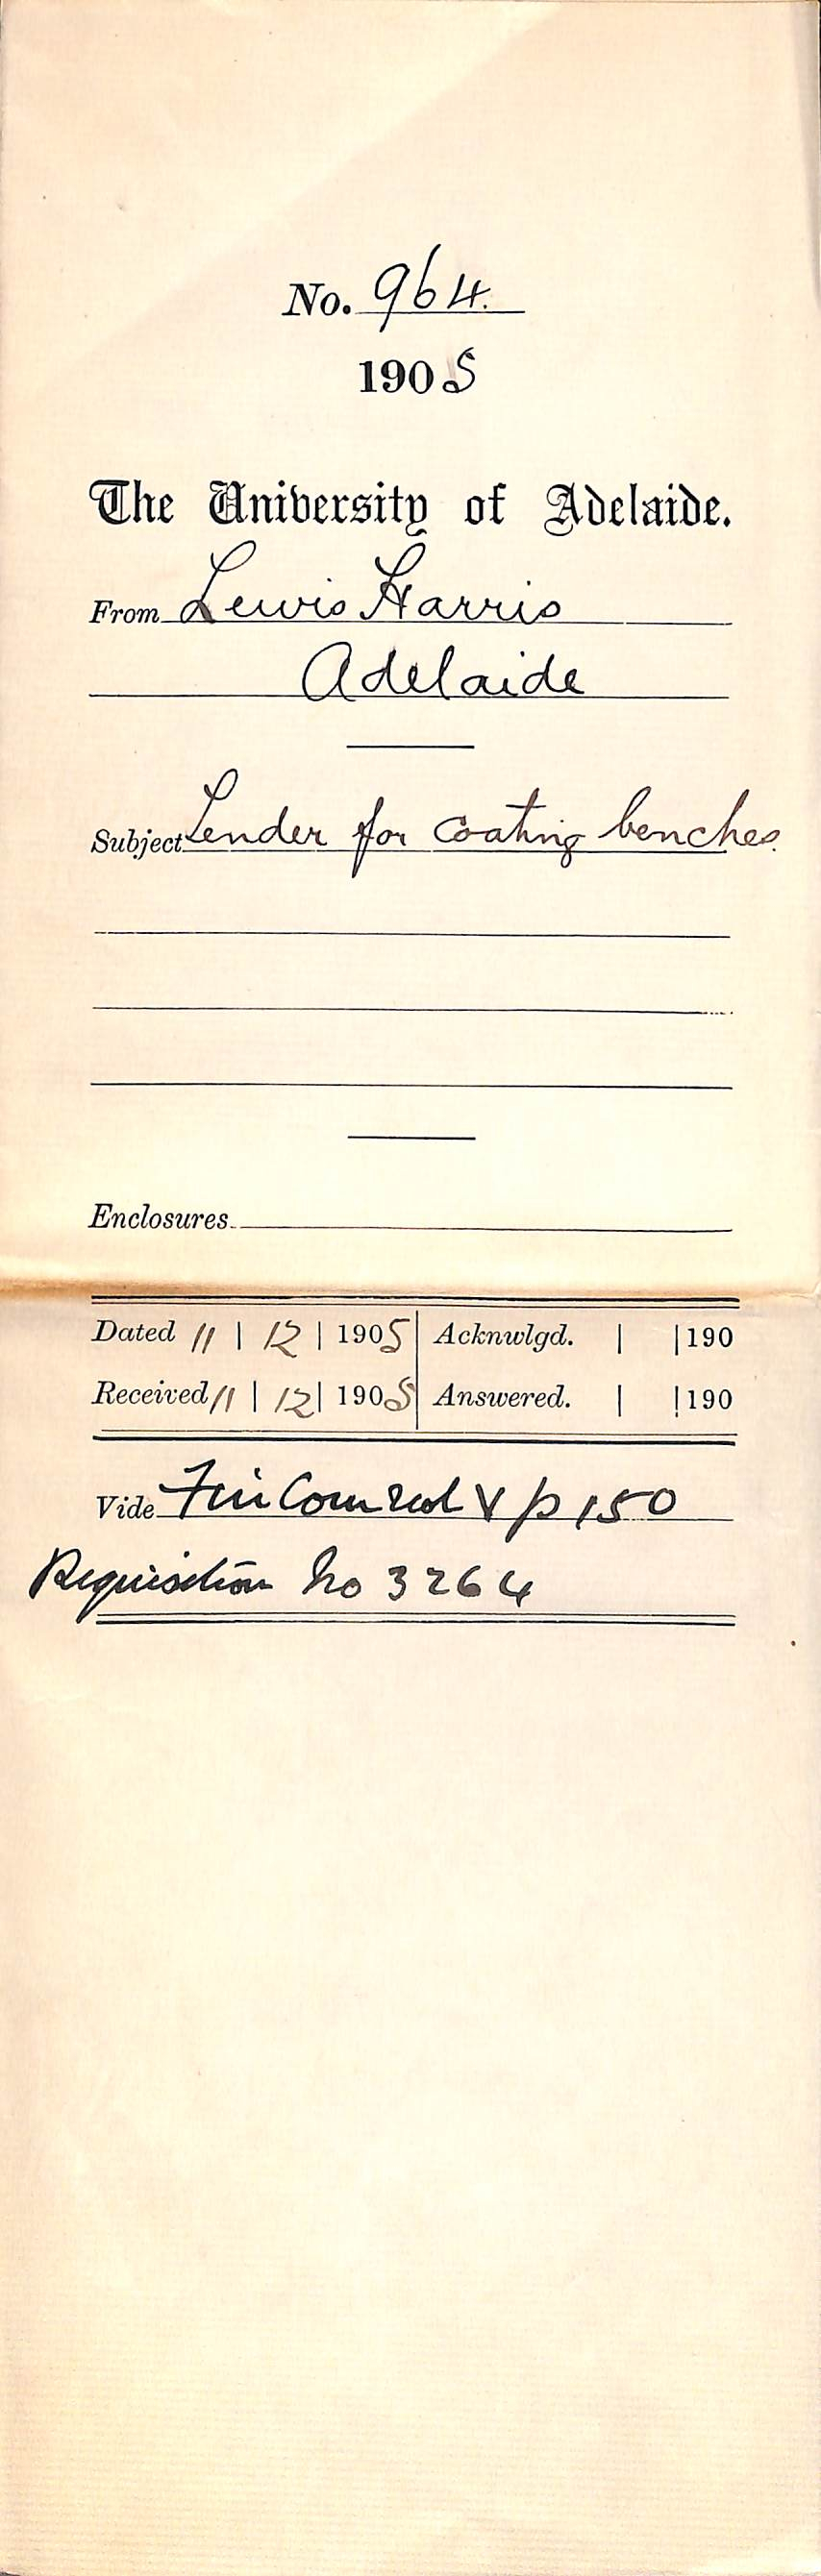 No. 964.
1905
The University of Adelaide.
From Lewis Harris
Adelaide
Subject Tender for coating benches.
Enclosures
Dated 11 | 12 | 1905 Acknwlgd. | |190
Received 11 | 12 | 1905 Answered. | |190
Vide Fin Com V p 150
Requisition No 3264